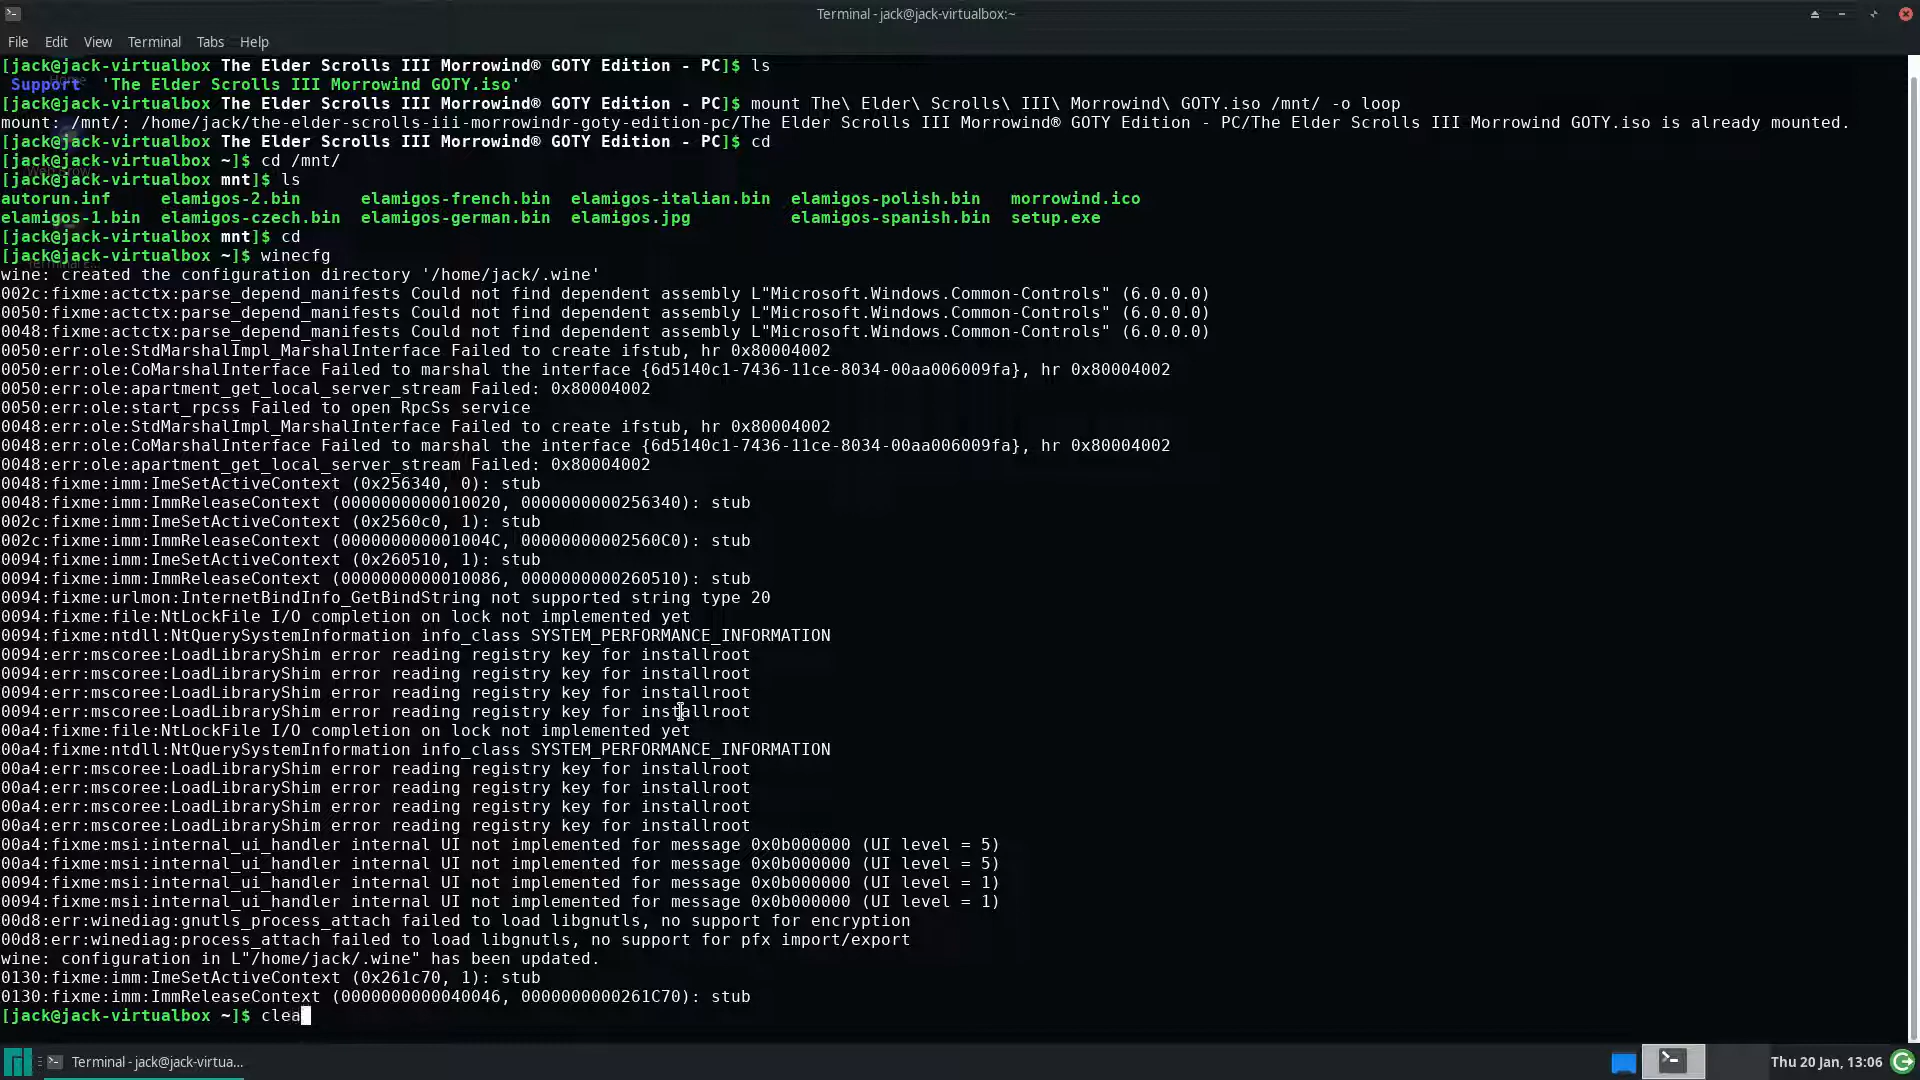 Terminal - jack@jack-virtualbox:~
File Edit View Terminal Tabs Help
[jack@jack-virtualbox The Elder Scrolls III Morrowind® GOTY Edition - PC]$ ls
Support 'The Elder Scrolls III Morrowind GOTY.iso'
[jack@jack-virtualbox The Elder Scrolls III Morrowind® GOTY Edition - PC]$ mount The\ Elder\ Scrolls\ III\ Morrowind\ GOTY.iso /mnt/ -o loop
mount: /mnt/: /home/jack/the-elder-scrolls-iii-morrowindr-goty-edition-pc/The Elder Scrolls III Morrowind® GOTY Edition - PC/The Elder Scrolls III Morrowind GOTY.iso is already mounted.
[jack@jack-virtualbox The Elder Scrolls III Morrowind® GOTY Edition - PC]$ cd
[jack@jack-virtualbox ~]$ cd /mnt/
[jack@jack-virtualbox mnt]$ ls
autorun.inf elamigos-2.bin elamigos-french.bin elamigos-italian.bin elamigos-polish.bin morrowind.ico
elamigos-1.bin elamigos-czech.bin elamigos-german.bin elamigos.jpg elamigos-spanish.bin setup.exe
[jack@jack-virtualbox mnt]$ cd
[jack@jack-virtualbox ~]$ winecfg
wine: created the configuration directory '/home/jack/.wine'
002c:fixme:actctx:parse_depend_manifests Could not find dependent assembly L"Microsoft.Windows.Common-Controls" (6.0.0.0)
0050:fixme:actctx:parse_depend_manifests Could not find dependent assembly L"Microsoft.Windows.Common-Controls" (6.0.0.0)
0048:fixme:actctx:parse_depend_manifests Could not find dependent assembly L"Microsoft.Windows.Common-Controls" (6.0.0.0)
0050:err:ole:StdMarshalImpl_MarshalInterface Failed to create ifstub, hr 0x80004002
0050:err:ole:CoMarshalInterface Failed to marshal the interface {6d5140c1-7436-11ce-8034-00aa006009fa}, hr 0x80004002
0050:err:ole:apartment_get_local_server_stream Failed: 0x80004002
0050:err:ole:start_rpcss Failed to open RpcSs service
0048:err:ole:StdMarshalImpl_MarshalInterface Failed to create ifstub, hr 0x80004002
0048:err:ole:CoMarshalInterface Failed to marshal the interface {6d5140c1-7436-11ce-8034-00aa006009fa}, hr 0x80004002
0048:err:ole:apartment_get_local_server_stream Failed: 0x80004002
0048:fixme:imm:ImeSetActiveContext (0x256340, 0): stub
0048:fixme:imm:ImmReleaseContext (0000000000010020, 0000000000256340): stub
002c:fixme:imm:ImeSetActiveContext (0x2560c0, 1): stub
002c:fixme:imm:ImmReleaseContext (000000000001004C, 00000000002560C0): stub
0094:fixme:imm:ImeSetActiveContext (0x260510, 1): stub
0094:fixme:imm:ImmReleaseContext (0000000000010086, 0000000000260510): stub
0094:fixme:urlmon:InternetBindInfo_GetBindString not supported string type 20
0094:fixme:file:NtLockFile I/O completion on lock not implemented yet
0094:fixme:ntdll:NtQuerySystemInformation info_class SYSTEM_PERFORMANCE_INFORMATION
0094:err:mscoree:LoadLibraryShim error reading registry key for installroot
0094:err:mscoree:LoadLibraryShim error reading registry key for installroot
0094:err:mscoree:LoadLibraryShim error reading registry key for installroot
0094:err:mscoree:LoadLibraryShim error reading registry key for installroot
00a4:fixme:file:NtLockFile I/O completion on lock not implemented yet
00a4:fixme:ntdll:NtQuerySystemInformation info_class SYSTEM_PERFORMANCE_INFORMATION
00a4:err:mscoree:LoadLibraryShim error reading registry key for installroot
00a4:err:mscoree:LoadLibraryShim error reading registry key for installroot
00a4:err:mscoree:LoadLibraryShim error reading registry key for installroot
00a4:err:mscoree:LoadLibraryShim error reading registry key for installroot
00a4:fixme:msi:internal_ui_handler internal UI not implemented for message 0x0b000000 (UI level = 5)
00a4:fixme:msi:internal_ui_handler internal UI not implemented for message 0x0b000000 (UI level = 5)
0094:fixme:msi:internal_ui_handler internal UI not implemented for message 0x0b000000 (UI level = 1)
0094:fixme:msi:internal_ui_handler internal UI not implemented for message 0x0b000000 (UI level = 1)
00d8:err:winediag:gnutls_process_attach failed to load libgnutls, no support for encryption
00d8:err:winediag:process_attach failed to load libgnutls, no support for pfx import/export
wine: configuration in L"/home/jack/.wine" has been updated.
0130:fixme:imm:ImeSetActiveContext (0x261c70, 1): stub
0130:fixme:imm:ImmReleaseContext (0000000000040046, 0000000000261C70): stub
[jack@jack-virtualbox ~]$ clea
Terminal - jack@jack-virtua...
Thu 20 Jan, 13:06